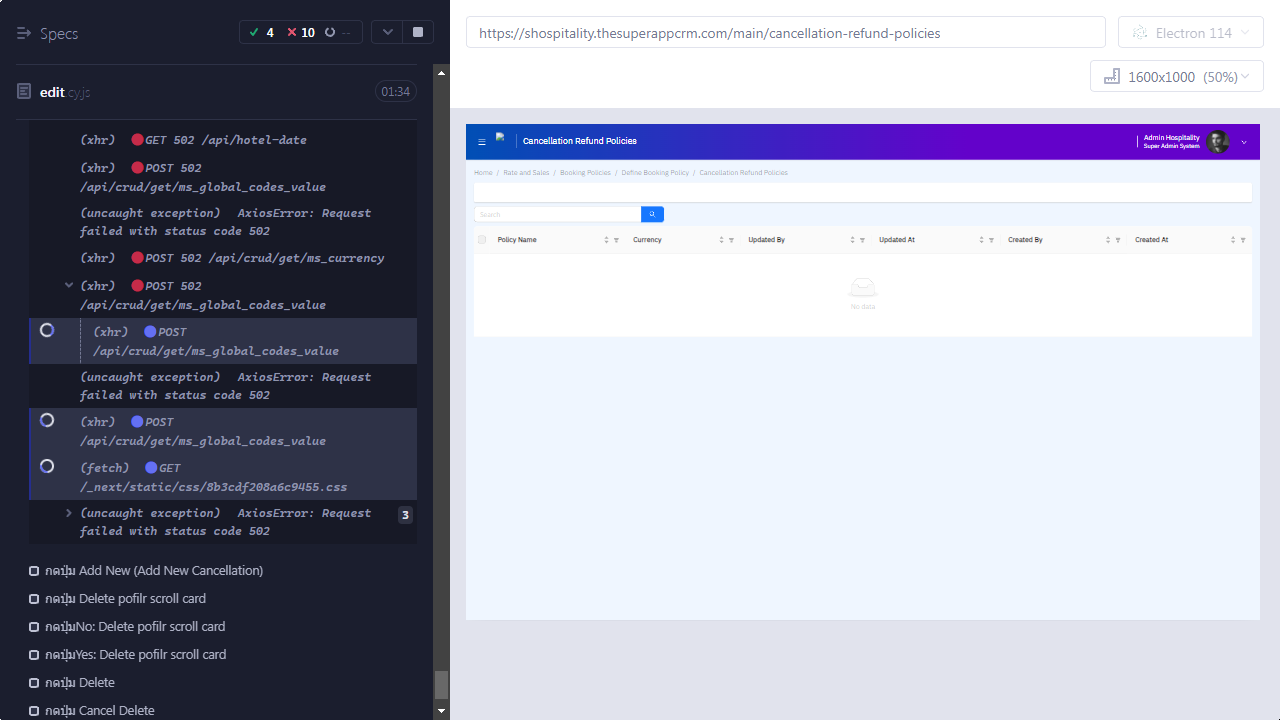 Specs
4
10
--
edit cy.js
01:34
(xhr) GET 502 /api/hotel-date
(xhr) POST 502
/api/crud/get/ms_global_codes_value
(uncaught exception) AxiosError: Request
failed with status code 502
(xhr) POST 502 /api/crud/get/ms_currency
(xhr) POST 502
/api/crud/get/ms_global_codes_value
(xhr) POST
/api/crud/get/ms_global_codes_value
(uncaught exception) AxiosError: Request
failed with status code 502
(xhr) POST
/api/crud/get/ms_global_codes_value
(fetch) GET
/_next/static/css/8b3cdf208a6c9455.css
(uncaught exception) AxiosError: Request
failed with status code 502
3
กดปุ่ม Add New (Add New Cancellation)
กดปุ่ม Delete pofilr scroll card
กดปุ่มNo: Delete pofilr scroll card
กดปุ่มYes: Delete pofilr scroll card
กดปุ่ม Delete
กดปุ่ม Cancel Delete
https://shospitality.thesuperappcrm.com/main/cancellation-refund-policies
Electron 114
1600x1000 (50%)
Cancellation Refund Policies
Admin Hospitality
Super Admin System
Home / Rate and Sales / Booking Policies / Define Booking Policy / Cancellation Refund Policies
Search
Policy Name Currency Updated By Updated At Created By Created At
No data